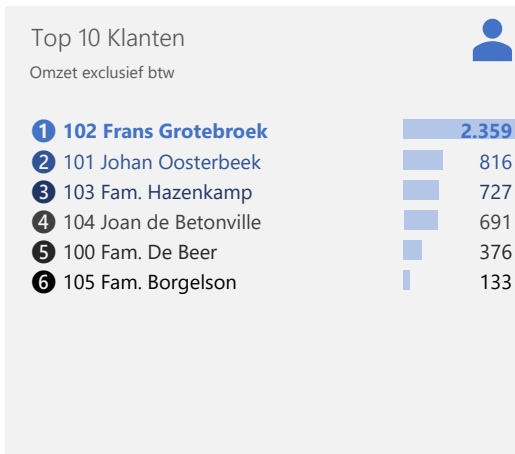 Top 10 Klanten
Omzet exclusief btw
1 102 Frans Grotebroek 2.359
2 101 Johan Oosterbeek 816
3 103 Fam. Hazenkamp 727
4 104 Joan de Betonville 691
5 100 Fam. De Beer 376
6 105 Fam. Borgelson 133